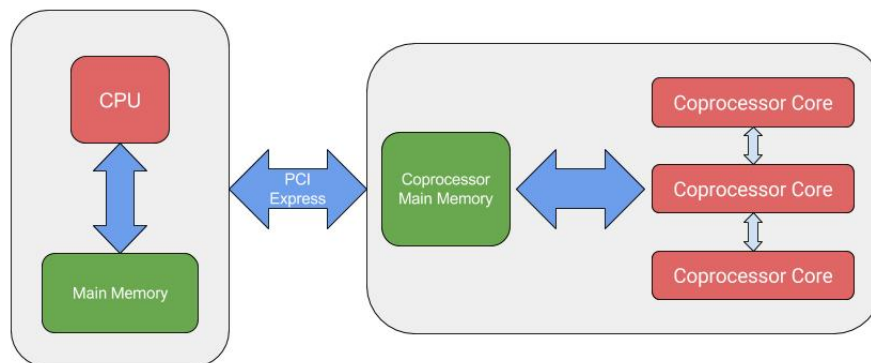 CPU
Main Memory
PCI
Express
Coprocessor
Main Memory
Coprocessor Core
Coprocessor Core
Coprocessor Core